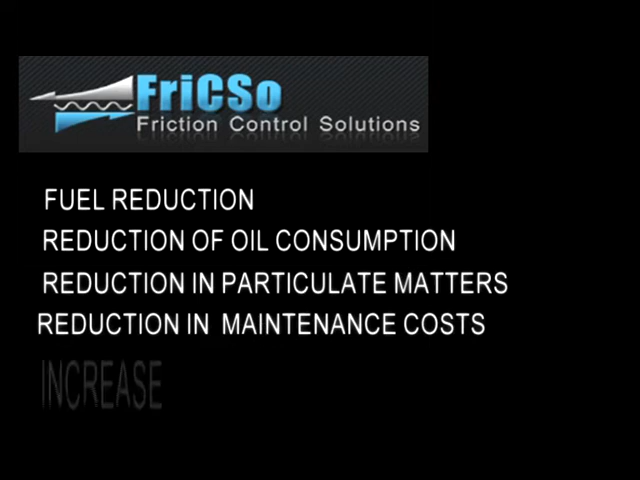 FriCSo
Friction Control Solutions
FUEL REDUCTION
REDUCTION OF OIL CONSUMPTION
REDUCTION IN PARTICULATE MATTERS
REDUCTION IN MAINTENANCE COSTS
INCREASE